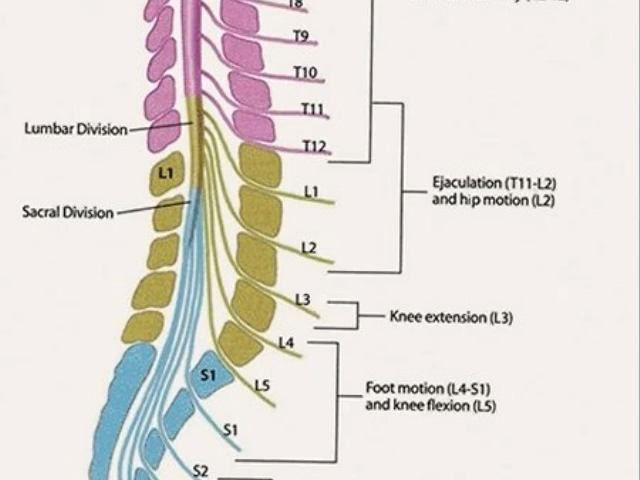 T8
T9
T10
T11
T12
Lumbar Division
L1
Sacral Division
L1
L2
L3
L4
L5
S1
S1
S2
Ejaculation (T11-L2)
and hip motion (L2)
Knee extension (L3)
Foot motion (L4-S1)
and knee flexion (L5)